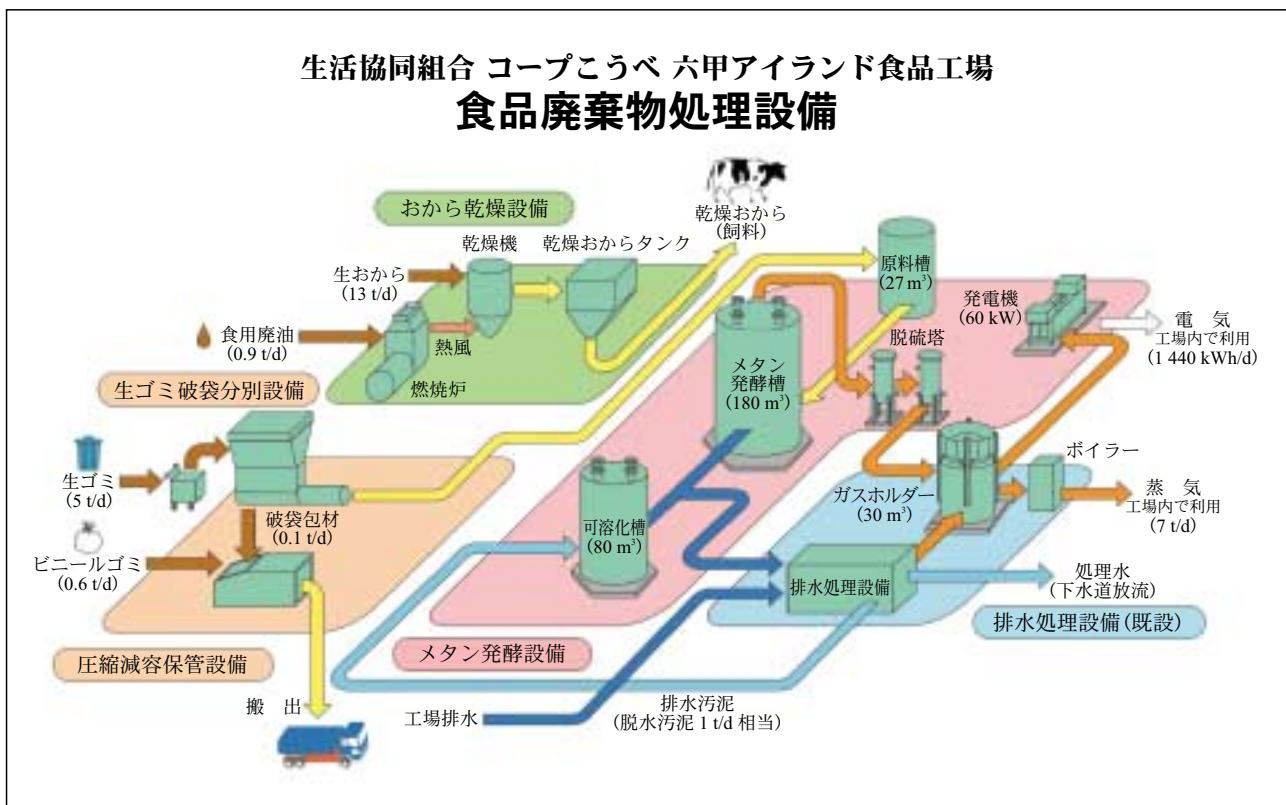 生活協同組合 コープこうべ 六甲アイランド食品工場
食品廃棄物処理設備
おから乾燥設備
乾燥機
乾燥おからタンク
乾燥おから
(飼料)
生おから
(13 t/d)
食用廃油
(0.9 t/d)
熱風
燃焼炉
原料槽
(27 m³)
発電機
(60 kW)
脱硫塔
電 気
工場内で利用
(1 440 kWh/d)
メタン
発酵槽
(180 m³)
生ゴミ破袋分別設備
生ゴミ
(5 t/d)
破袋包材
(0.1 t/d)
ビニールゴミ
(0.6 t/d)
可溶化槽
(80 m³)
ガスホルダー
(30 m³)
ボイラー
蒸 気
工場内で利用
(7 t/d)
排水処理設備
処理水
(下水道放流)
排水処理設備(既設)
圧縮減容保管設備
メタン発酵設備
搬 出
工場排水
排水汚泥
(脱水汚泥 1 t/d 相当)